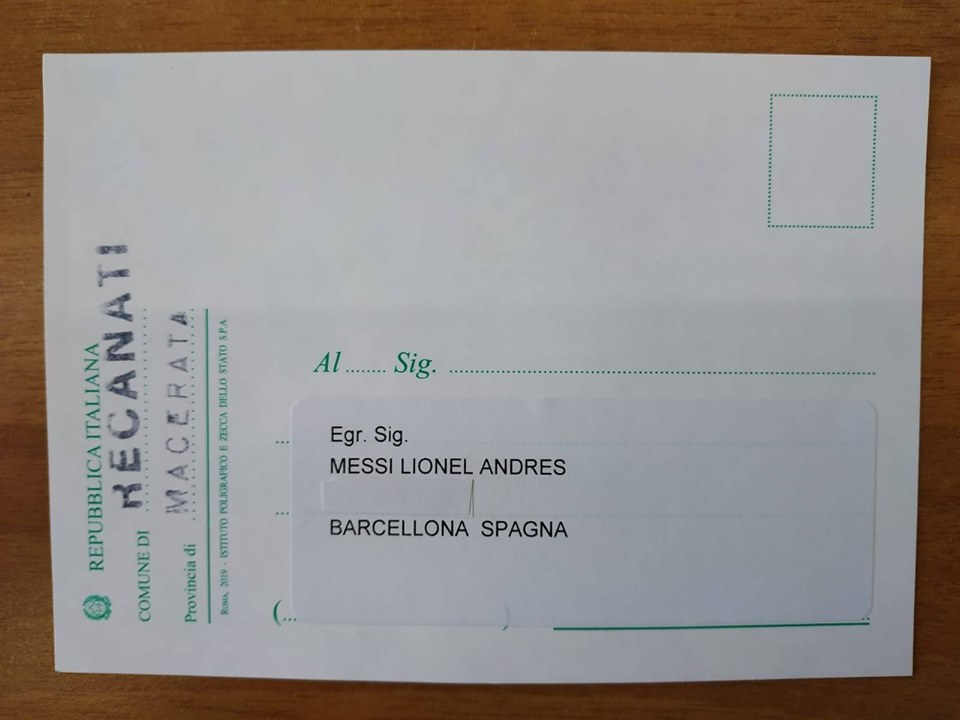 REPUBBLICA ITALIANA
COMUNE DI RECANATI
Provincia di MACERATA
Roma, 2019 - ISTITUTO POLIGRAFICO E ZECCA DELLO STATO S.P.A.
Al ........ Sig. ........
Egr. Sig.
MESSI LIONEL ANDRES
BARCELLONA SPAGNA
(... )